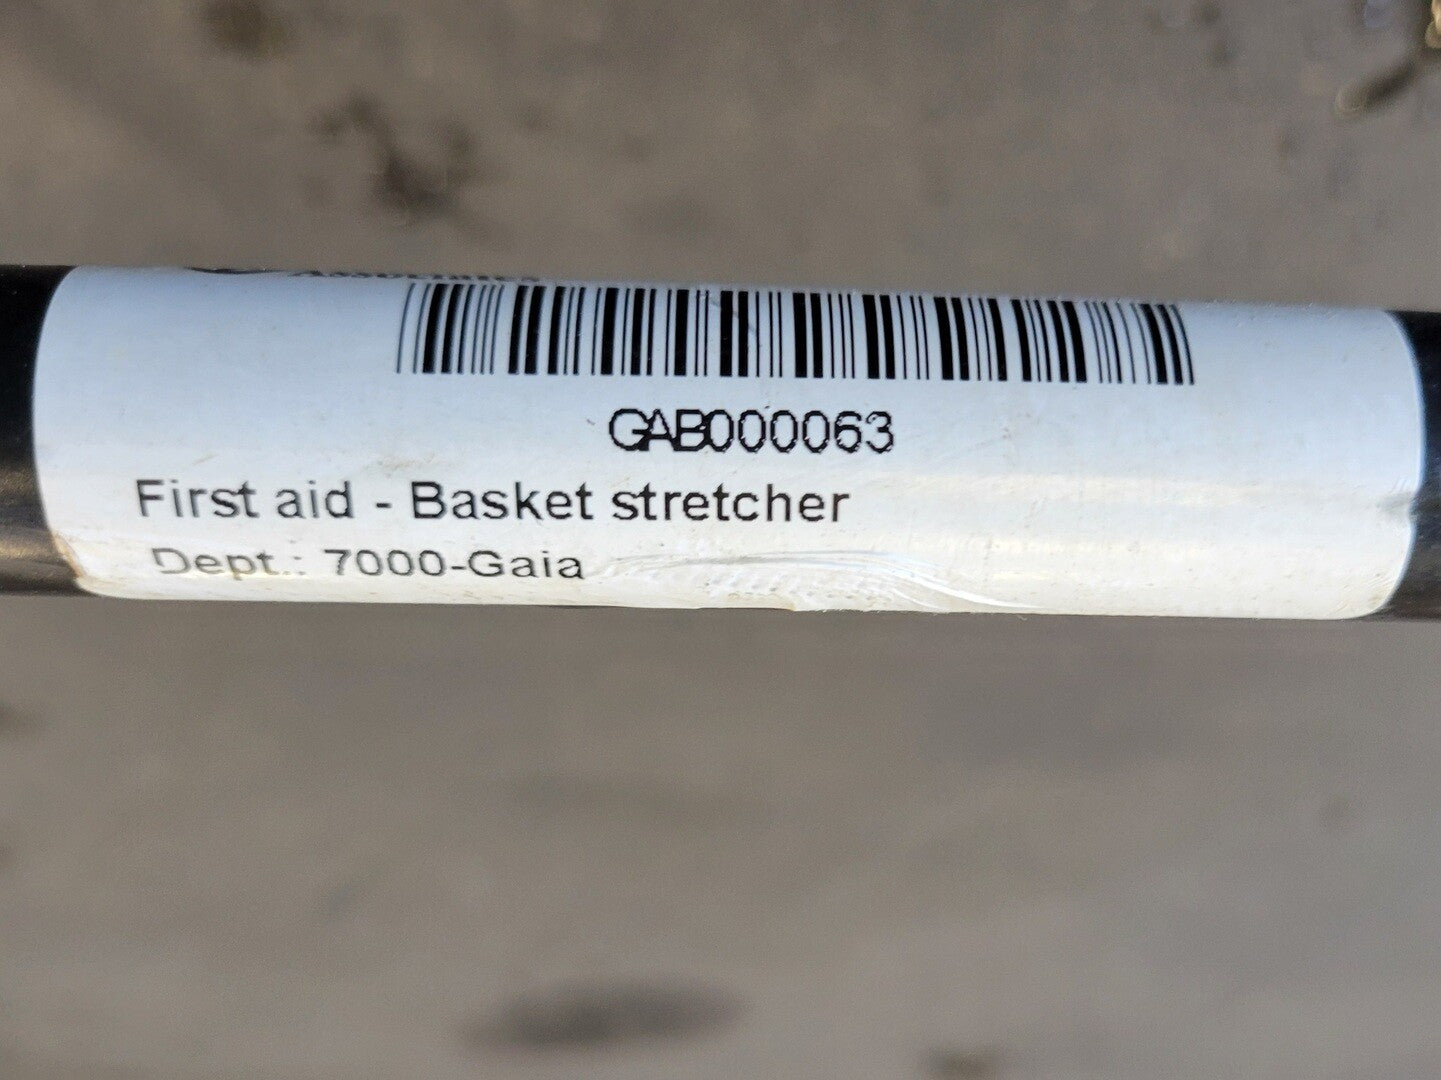 GAB000063
First aid - Basket stretcher
Dept.: 7000-Gaia